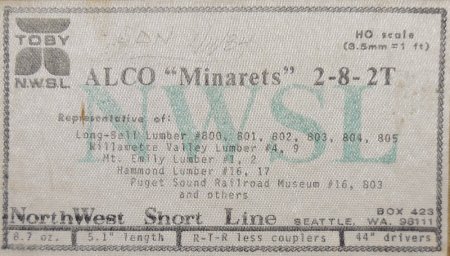 TOBY
N.W.S.L.
HO scale
(3.5mm = 1 ft)
ALCO "Minarets" 2-8-2T
NWSL
Representative of:
Long-Bell Lumber #800, 801, 802, 803, 804, 805
Willamette Valley Lumber #4, 9
Mt. Emily Lumber #1, 2
Hammond Lumber #16, 17
Puget Sound Railroad Museum #16, 803
and others
NorthWest Short Line
BOX 423
SEATTLE, WA. 98111
8.7 oz.
5.1" length
R-T-R less couplers
44" drivers